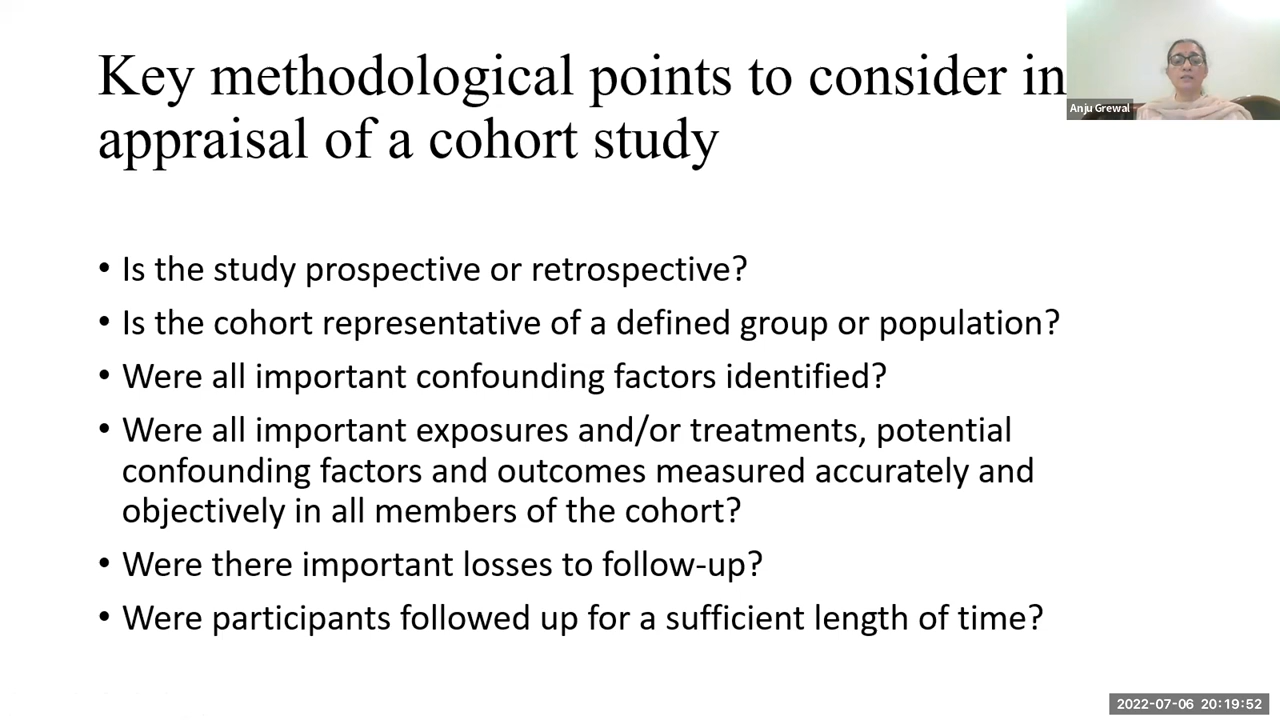 Key methodological points to consider in
appraisal of a cohort study
Anju Grewal
• Is the study prospective or retrospective?
• Is the cohort representative of a defined group or population?
• Were all important confounding factors identified?
• Were all important exposures and/or treatments, potential
confounding factors and outcomes measured accurately and
objectively in all members of the cohort?
• Were there important losses to follow-up?
• Were participants followed up for a sufficient length of time?
2022-07-06 20:19:52